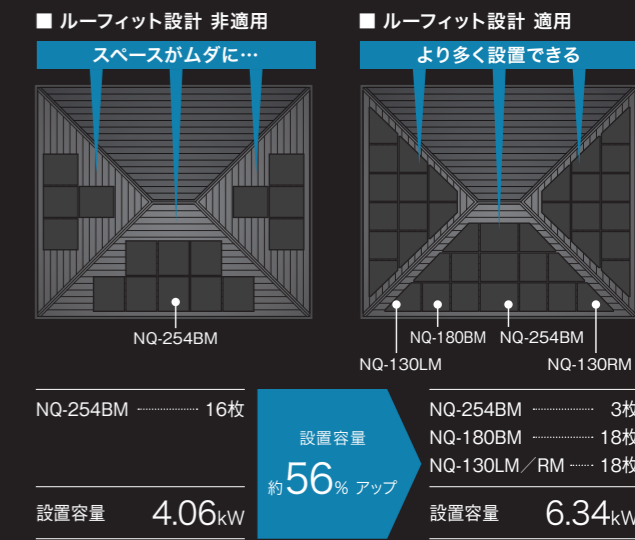 ■ ルーフィット設計 非適用
スペースがムダに…
NQ-254BM
NQ-254BM 16枚
設置容量 4.06kW
設置容量
約56% アップ
■ ルーフィット設計 適用
より多く設置できる
NQ-180BM NQ-254BM
NQ-130LM NQ-130RM
NQ-254BM 3枚
NQ-180BM 18枚
NQ-130LM／RM 18枚
設置容量 6.34kW